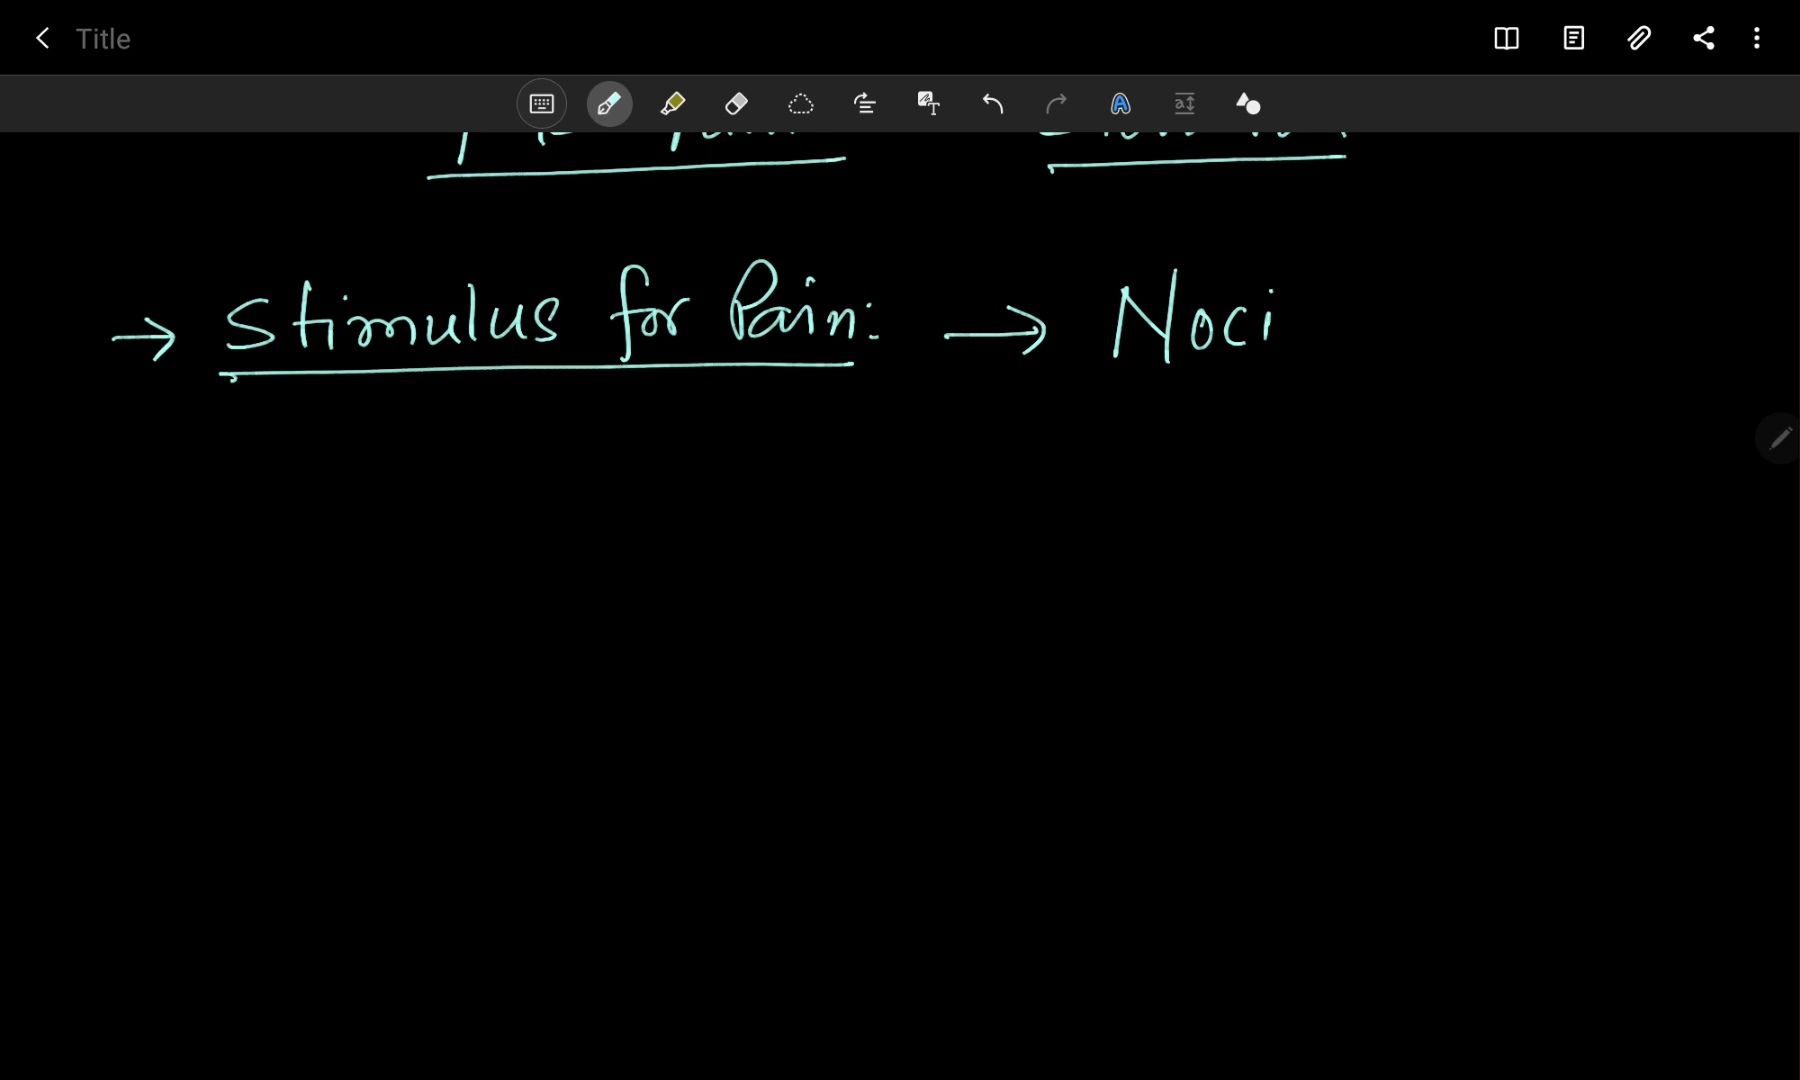 Title
→ Stimulus for Pain: → Noci